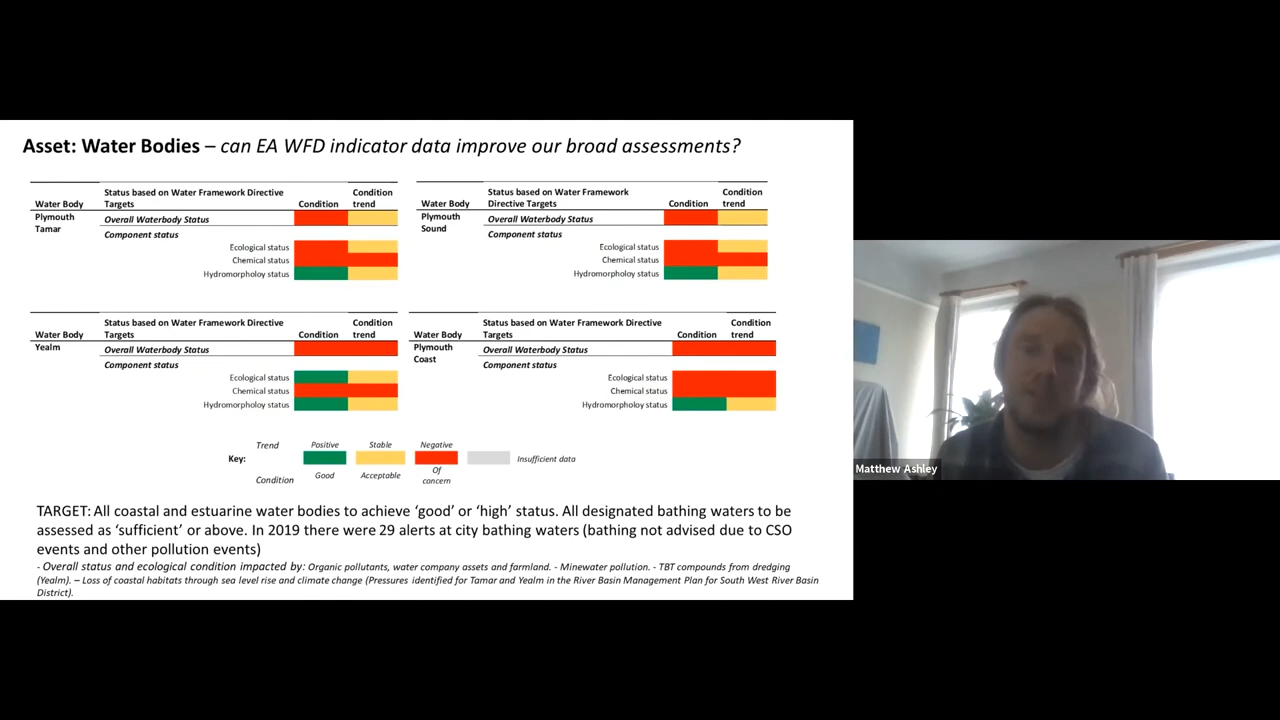 Asset: Water Bodies – can EA WFD indicator data improve our broad assessments?
Water Body
Status based on Water Framework Directive
Targets
Condition
Condition
trend
Plymouth
Tamar
Overall Waterbody Status
Component status
Ecological status
Chemical status
Hydromorpholoy status
Water Body
Status based on Water Framework
Directive Targets
Condition
Condition
trend
Plymouth
Sound
Overall Waterbody Status
Component status
Ecological status
Chemical status
Hydromorpholoy status
Water Body
Status based on Water Framework Directive
Targets
Condition
Condition
trend
Yealm
Overall Waterbody Status
Component status
Ecological status
Chemical status
Hydromorpholoy status
Water Body
Status based on Water Framework Directive
Targets
Condition
Condition
trend
Plymouth
Coast
Overall Waterbody Status
Component status
Ecological status
Chemical status
Hydromorpholoy status
Trend
Positive
Stable
Negative
Key:
Insufficient data
Condition
Good
Acceptable
Of
concern
TARGET: All coastal and estuarine water bodies to achieve ‘good’ or ‘high’ status. All designated bathing waters to be
assessed as ‘sufficient’ or above. In 2019 there were 29 alerts at city bathing waters (bathing not advised due to CSO
events and other pollution events)
- Overall status and ecological condition impacted by: Organic pollutants, water company assets and farmland. - Minewater pollution. - TBT compounds from dredging
(Yealm). – Loss of coastal habitats through sea level rise and climate change (Pressures identified for Tamar and Yealm in the River Basin Management Plan for South West River Basin
District).
Matthew Ashley